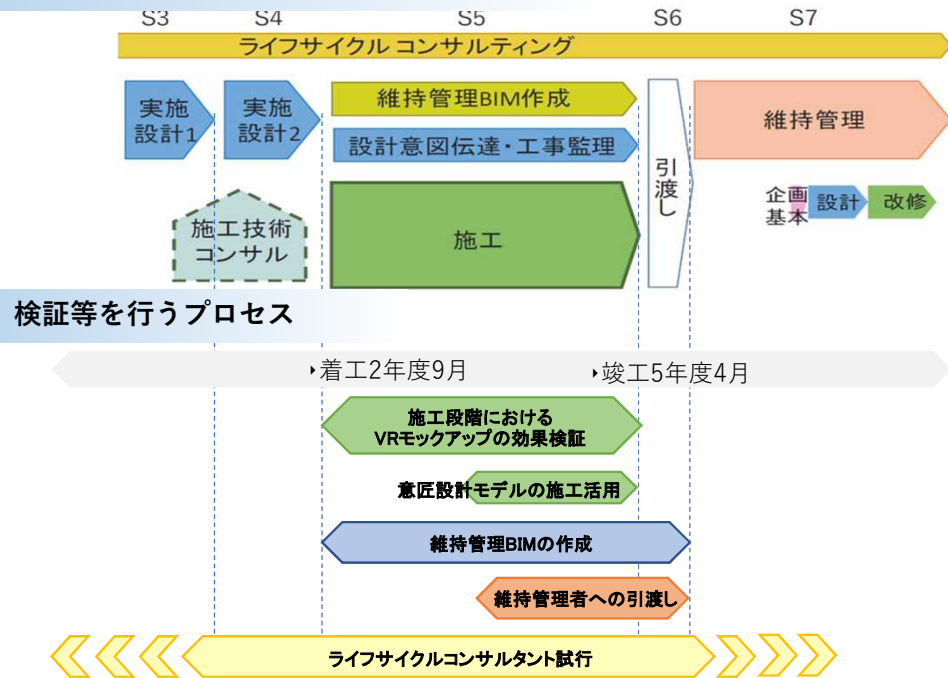 S3
S4
S5
S6
S7
ライフサイクル コンサルティング
実施
設計1
実施
設計2
維持管理BIM作成
設計意図伝達・工事監理
施工技術
コンサル
施工
引渡し
維持管理
企画
基本
設計
改修
検証等を行うプロセス
着工2年度9月
竣工5年度4月
施工段階における
VRモックアップの効果検証
意匠設計モデルの施工活用
維持管理BIMの作成
維持管理者への引渡し
ライフサイクルコンサルタント試行